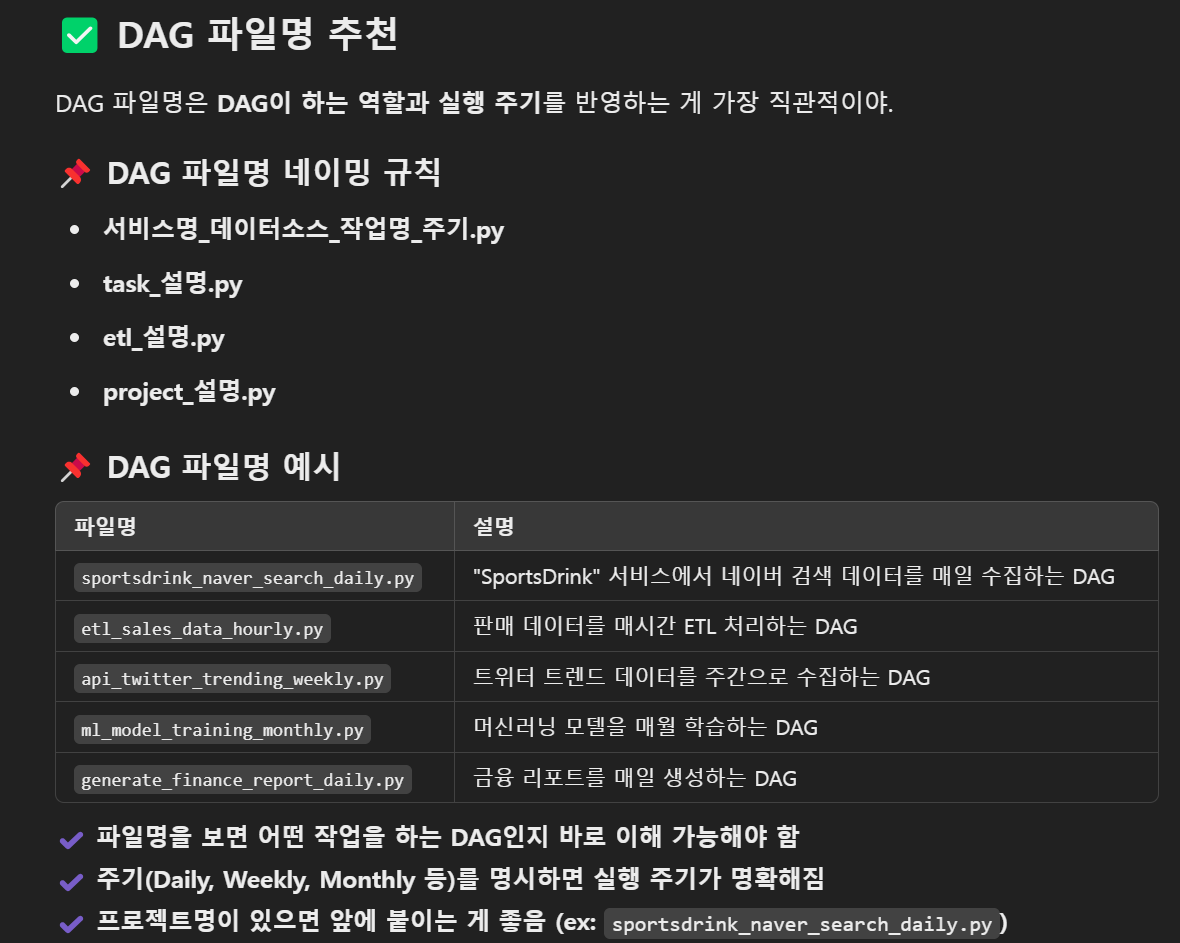 ✅ DAG 파일명 추천
DAG 파일명은 DAG이 하는 역할과 실행 주기를 반영하는 게 가장 직관적이야.
📌 DAG 파일명 네이밍 규칙
• 서비스명_데이터소스_작업명_주기.py
• task_설명.py
• etl_설명.py
• project_설명.py
📌 DAG 파일명 예시
파일명 설명
sportsdrink_naver_search_daily.py "SportsDrink" 서비스에서 네이버 검색 데이터를 매일 수집하는 DAG
etl_sales_data_hourly.py 판매 데이터를 매시간 ETL 처리하는 DAG
api_twitter_trending_weekly.py 트위터 트렌드 데이터를 주간으로 수집하는 DAG
ml_model_training_monthly.py 머신러닝 모델을 매월 학습하는 DAG
generate_finance_report_daily.py 금융 리포트를 매일 생성하는 DAG
✔ 파일명을 보면 어떤 작업을 하는 DAG인지 바로 이해 가능해야 함
✔ 주기(Daily, Weekly, Monthly 등)를 명시하면 실행 주기가 명확해짐
✔ 프로젝트명이 있으면 앞에 붙이는 게 좋음 (ex: sportsdrink_naver_search_daily.py)